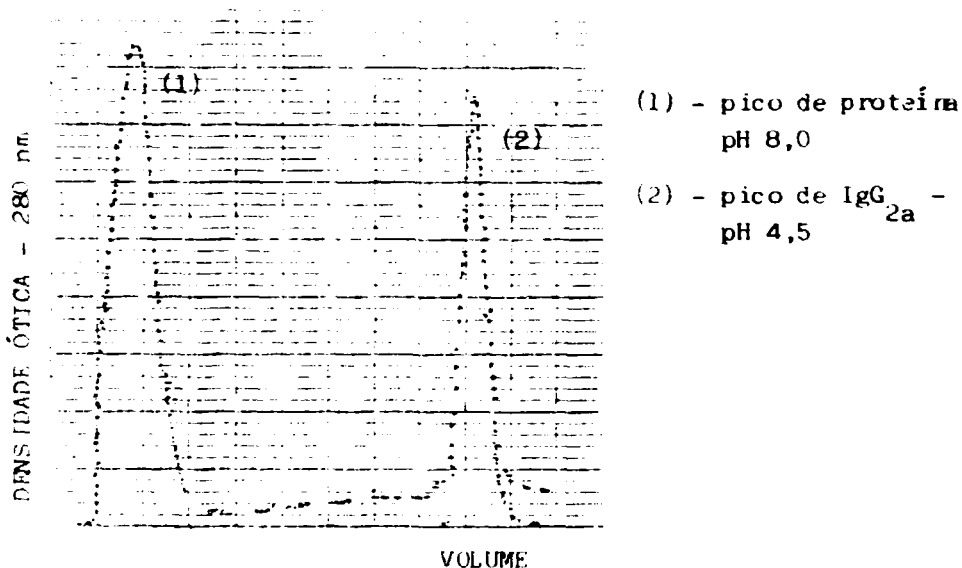 DENSIDADE ÓTICA - 280 nm
(1)
(2)
VOLUME
(1) - pico de proteína
pH 8,0
(2) - pico de IgG2a -
pH 4,5